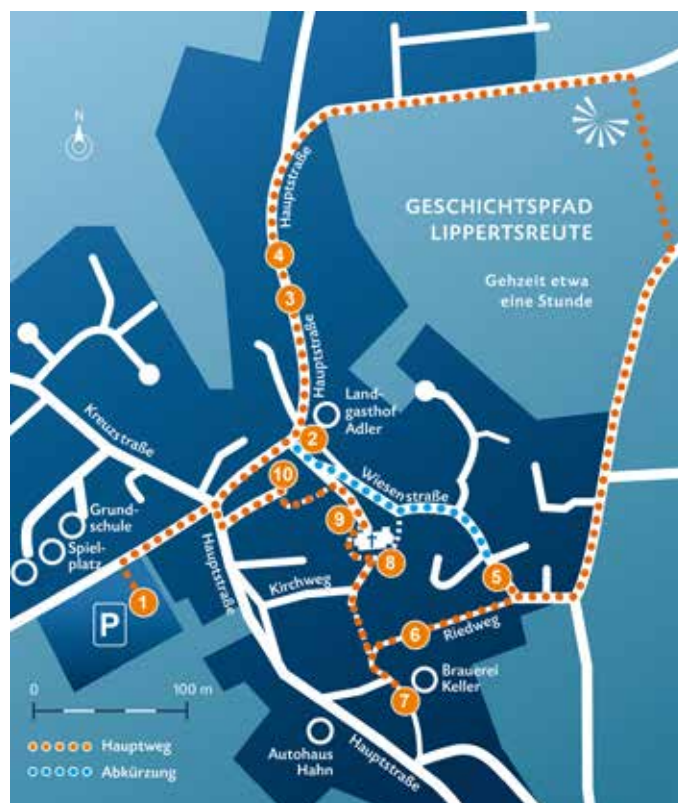 N
Hauptstraße
GESCHICHTSPFAD
LIPPERTSREUTE
Gehzeit etwa
eine Stunde
4
3
Hauptstraße
Land-
gasthof
Adler
Kreuzstraße
2
10
Wiesenstraße
Grund-
schule
9
Spiel-
platz
Hauptstraße
8
Kirchweg
5
1
P
6
Riedweg
Brauerei
Keller
7
0
100 m
Hauptweg
Abkürzung
Autohaus
Hahn
Hauptstraße